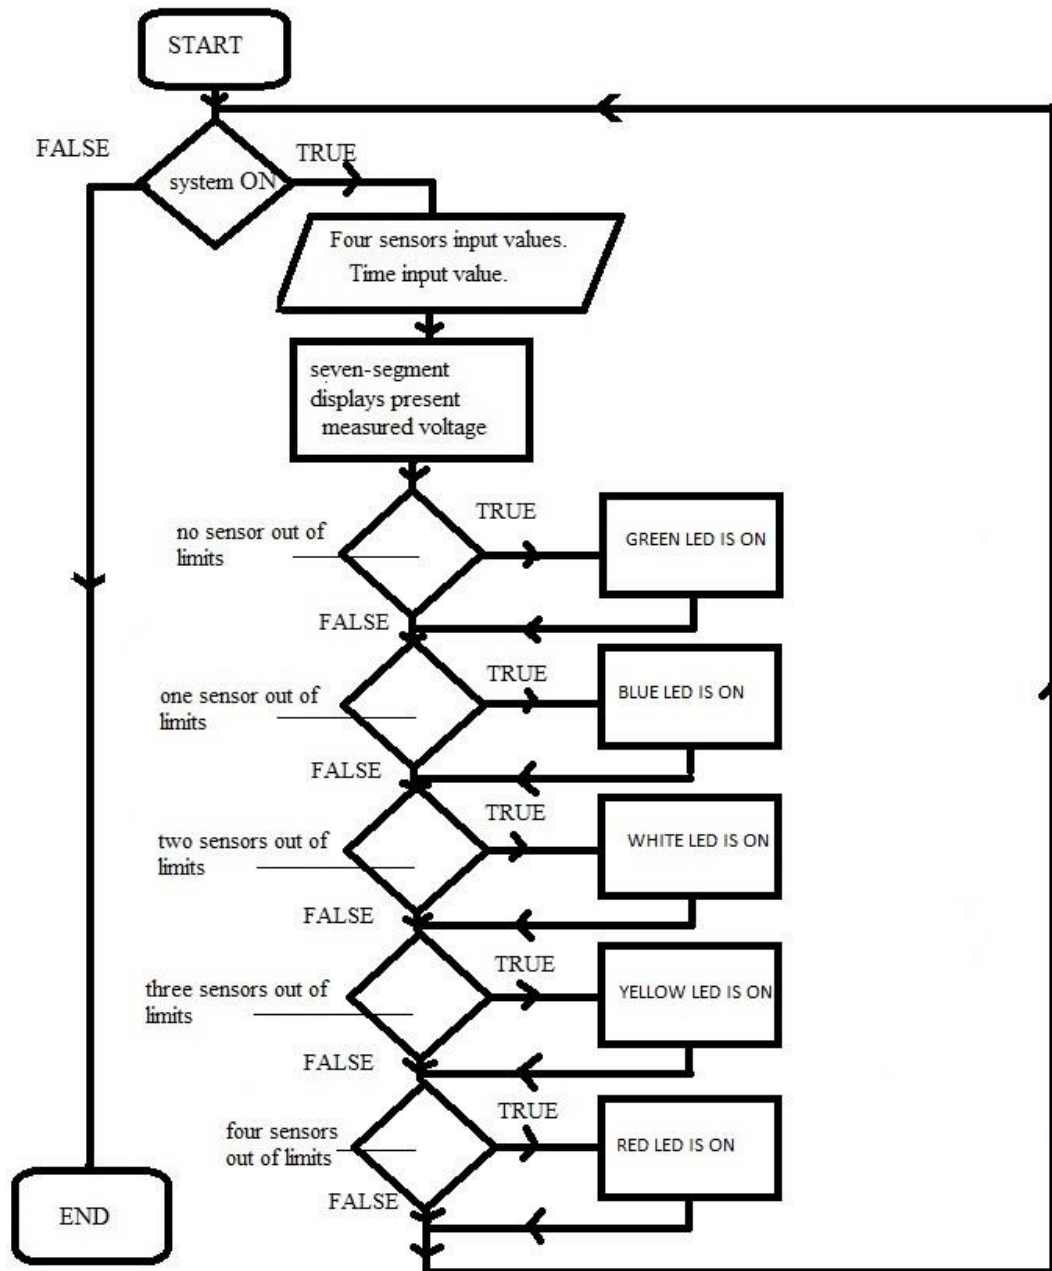 START
FALSE
TRUE
system ON
Four sensors input values.
Time input value.
seven-segment
displays present
measured voltage
TRUE
no sensor out of
limits
GREEN LED IS ON
FALSE
TRUE
one sensor out of
limits
BLUE LED IS ON
FALSE
TRUE
two sensors out of
limits
WHITE LED IS ON
FALSE
TRUE
three sensors out of
limits
YELLOW LED IS ON
FALSE
TRUE
four sensors
out of limits
RED LED IS ON
FALSE
END